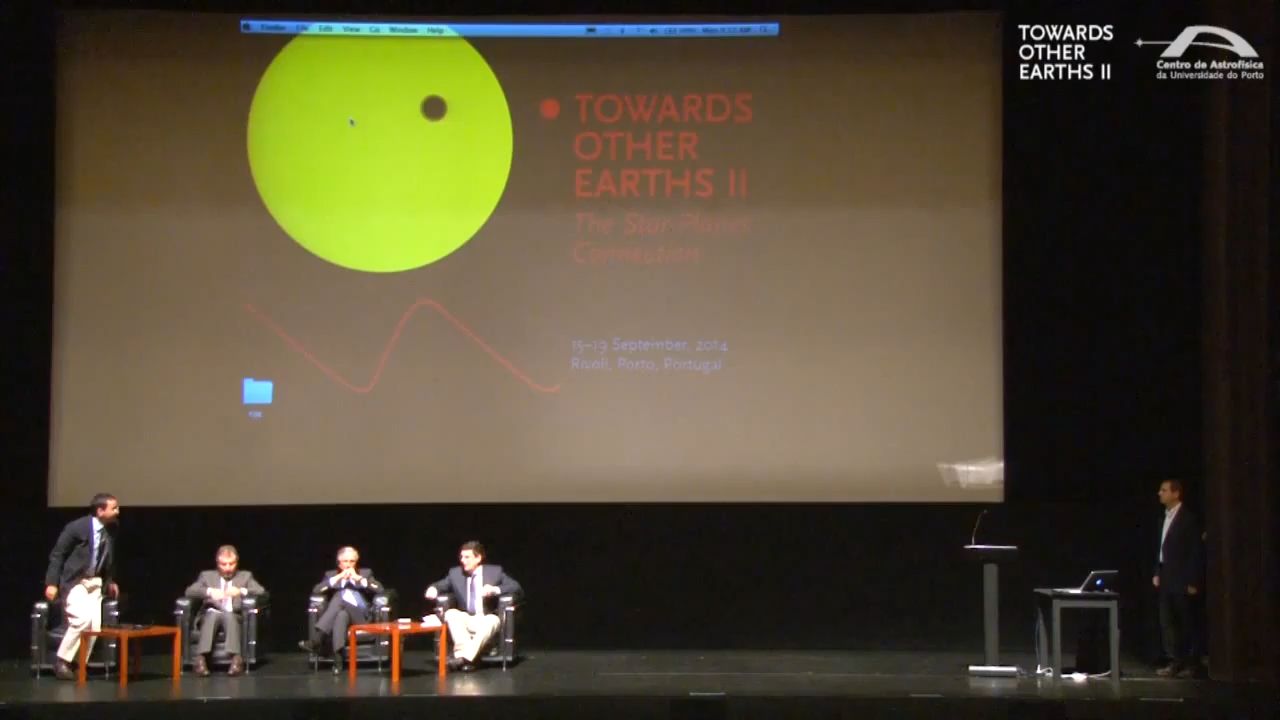 Finder File Edit View Go Window Help
TOWARDS
OTHER
EARTHS II
The Star-Planet
Connection
15–19 September, 2014
Rivoli, Porto, Portugal
TOWARDS
OTHER
EARTHS II
Centro de Astrofísica
da Universidade do Porto